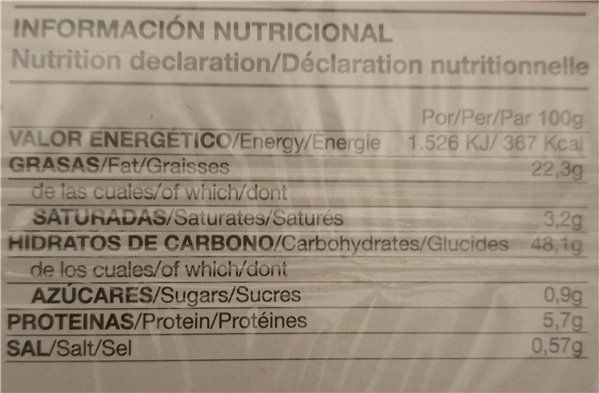 INFORMACIÓN NUTRICIONAL
Nutrition declaration/Déclaration nutritionnelle
Por/Per/Par 100g
VALOR ENERGÉTICO/Energy/Énergie 1.526 KJ/ 367 Kcal
GRASAS/Fat/Graisses 22,3g
de las cuales/of which/dont
SATURADAS/Saturates/Saturés 3,2g
HIDRATOS DE CARBONO/Carbohydrates/Glucides 48,1g
de los cuales/of which/dont
AZÚCARES/Sugars/Sucres 0,9g
PROTEINAS/Protein/Protéines 5,7g
SAL/Salt/Sel 0,57g